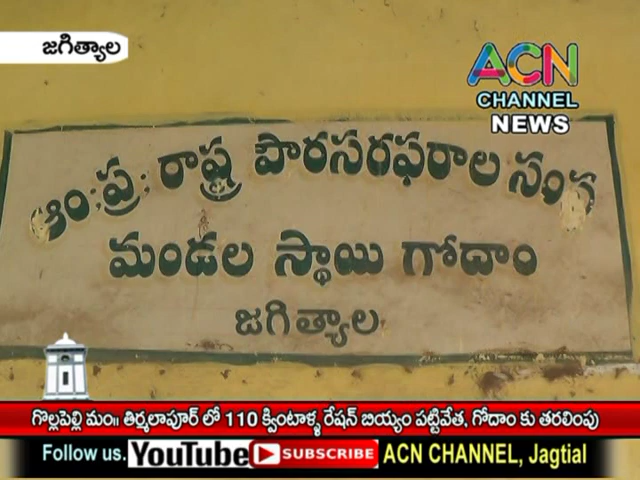 జగిత్యాల
ACN
CHANNEL
NEWS
ఆం:ప్ర: రాష్ట్ర పౌరసరఫరాల సంస్థ
మండల స్థాయి గోదాం
జగిత్యాల
గొల్లపెల్లి మం॥ తిర్మలాపూర్ లో 110 క్వింటాళ్ళ రేషన్ బియ్యం పట్టివేత, గోదాం కు తరలింపు
Follow us. YouTube SUBSCRIBE ACN CHANNEL, Jagtial